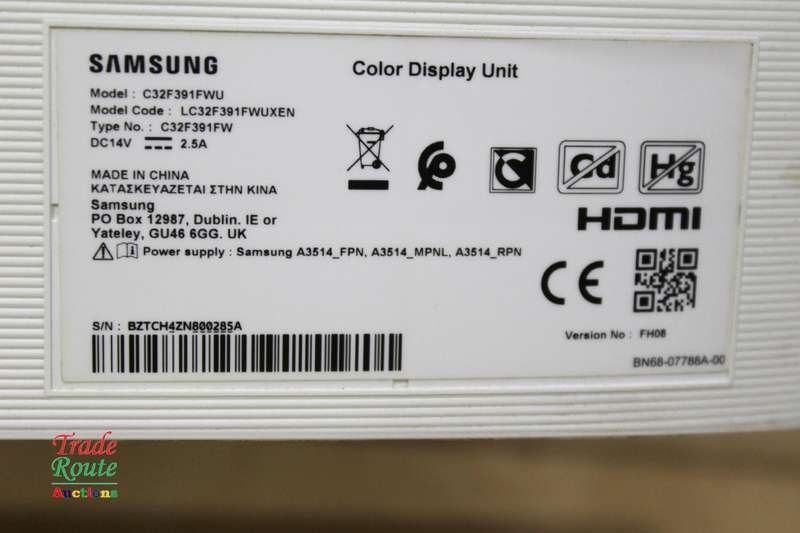 SAMSUNG
Color Display Unit
Model : C32F391FWU
Model Code : LC32F391FWUXEN
Type No. : C32F391FW
DC14V 2.5A
MADE IN CHINA
ΚΑΤΑΣΚΕΥΑΖΕΤΑΙ ΣΤΗΝ ΚΙΝΑ
Samsung
PO Box 12987, Dublin. IE or
Yateley, GU46 6GG. UK
Power supply : Samsung A3514_FPN, A3514_MPNL, A3514_RPN
Cd
Hg
HDMI
CE
S/N : BZTCH4ZN800285A
Version No : FH08
BN68-07788A-00
Trade
Route
Auctions